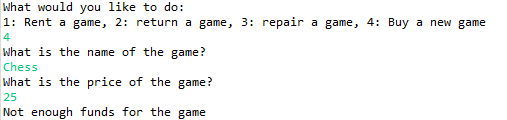 What would you like to do:
1: Rent a game, 2: return a game, 3: repair a game, 4: Buy a new game
4
What is the name of the game?
Chess
What is the price of the game?
25
Not enough funds for the game